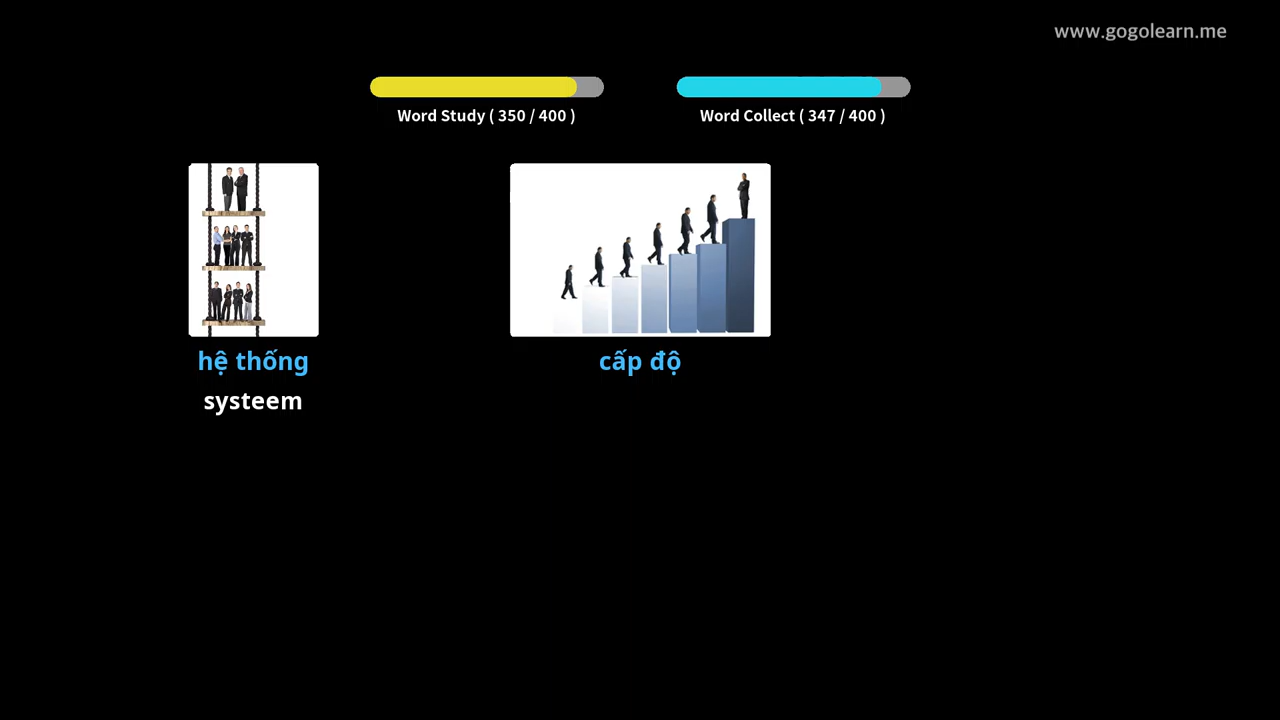 www.gogolearn.me
Word Study ( 350 / 400 )
Word Collect ( 347 / 400 )
hệ thống
systeem
cấp độ